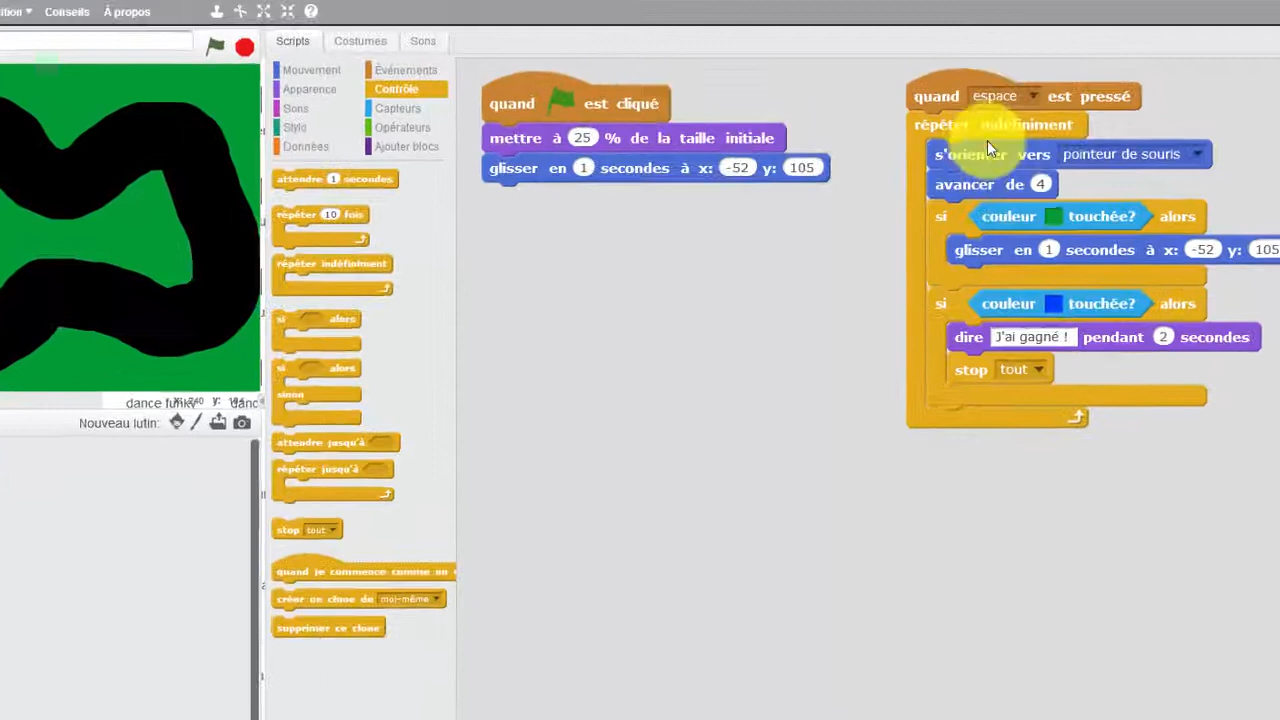 ition Conseils À propos
Scripts Costumes Sons
Mouvement Événements
Apparence Contrôle
Sons Capteurs
Stylo Opérateurs
Données Ajouter blocs
attendre 1 secondes
répéter 10 fois
répéter indéfiniment
si alors
si alors
sinon
attendre jusqu'à
répéter jusqu'à
stop tout
quand je commence comme un
créer un clone de moi-même
supprimer ce clone
quand est cliqué
mettre à 25 % de la taille initiale
glisser en 1 secondes à x: -52 y: 105
quand espace est pressé
répéter indéfiniment
s'orienter vers pointeur de souris
avancer de 4
si couleur touchée? alors
glisser en 1 secondes à x: -52 y: 105
si couleur touchée? alors
dire J'ai gagné ! pendant 2 secondes
stop tout
dance funky
Nouveau lutin: